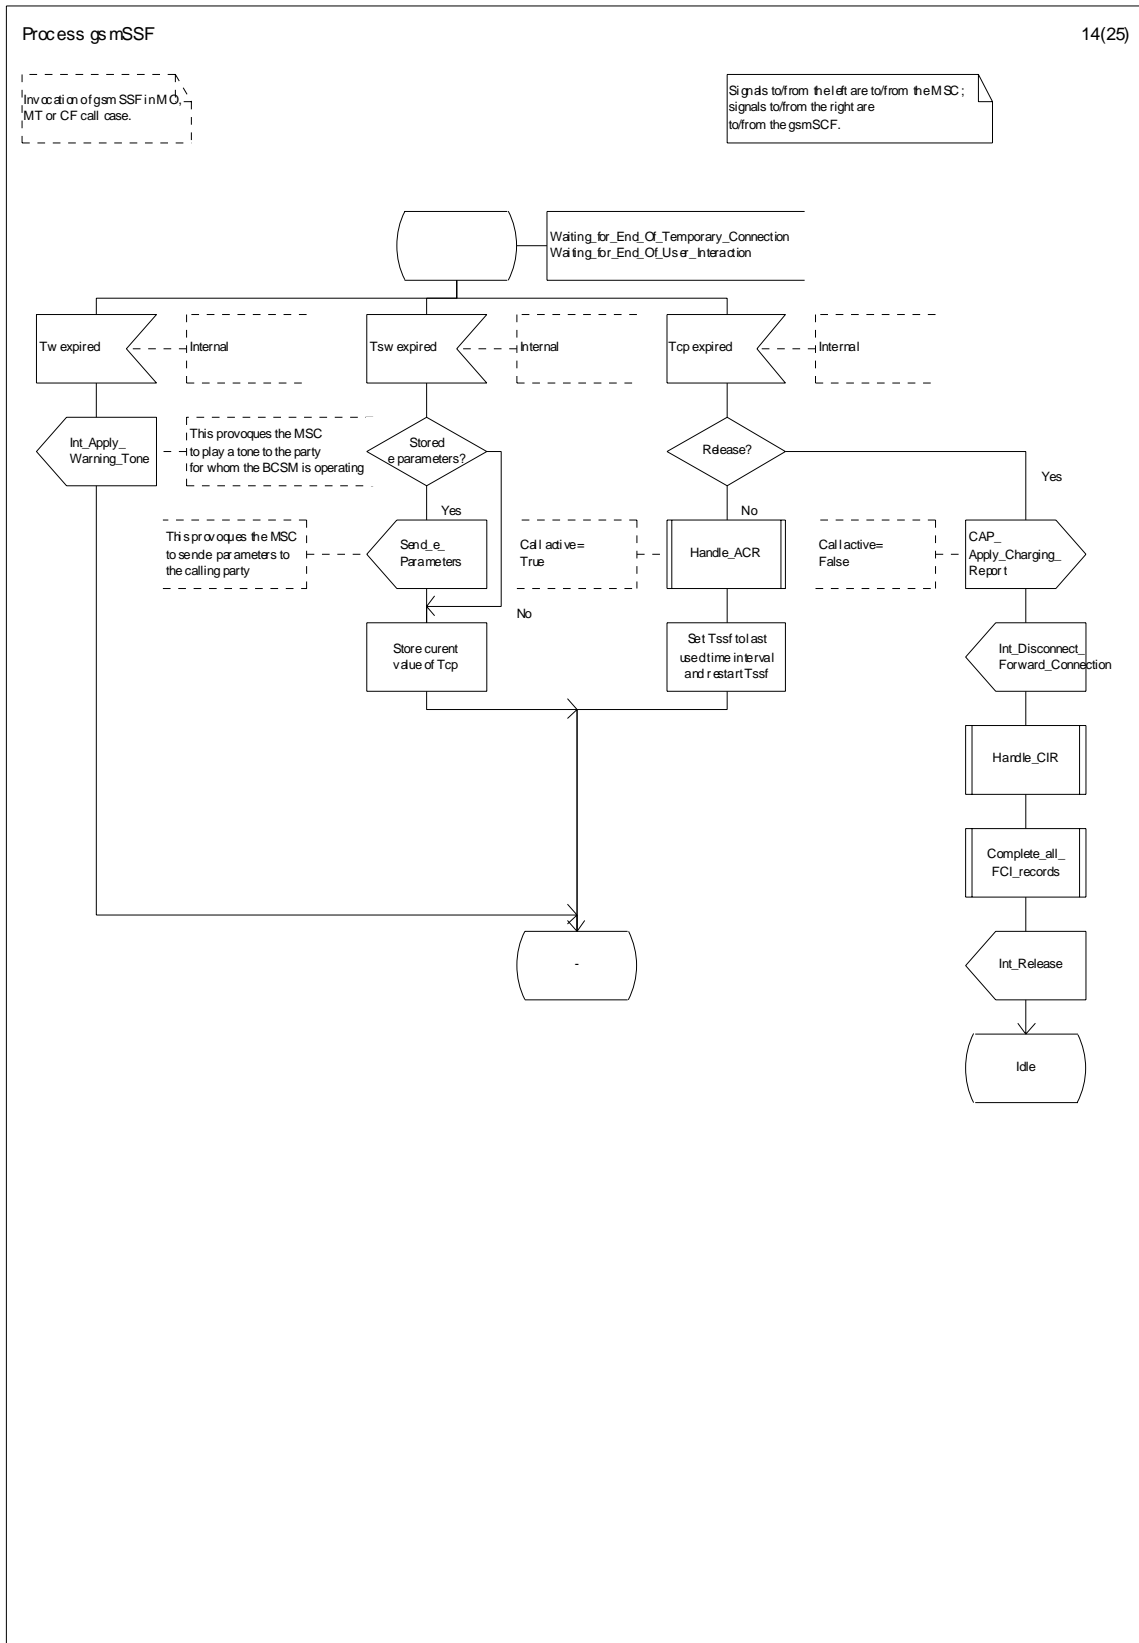 Process gsmSSF
14(25)
Invocation of gsmSSF in MO,
MT or CF call case.
Signals to/from the left are to/from the MSC;
signals to/from the right are
to/from the gsmSCF.
Waiting_for_End_Of_Temporary_Connection
Waiting_for_End_Of_User_Interaction
Tw expired
Internal
Tsw expired
Internal
Tcp expired
Internal
Int_Apply_
Warning_Tone
This provoques the MSC
to play a tone to the party
for whom the BCSM is operating
Stored
e parameters?
Release?
Yes
No
Yes
This provoques the MSC
to send e parameters to
the calling party
Send_e_
Parameters
Call active=
True
Handle_ACR
Call active=
False
CAP_
Apply_Charging_
Report
No
Store curent
value of Tcp
Set Tssf to last
used time interval
and restart Tssf
Int_Disconnect_
Forward_Connection
Handle_CIR
Complete_all_
FCI_records
-
Int_Release
Idle